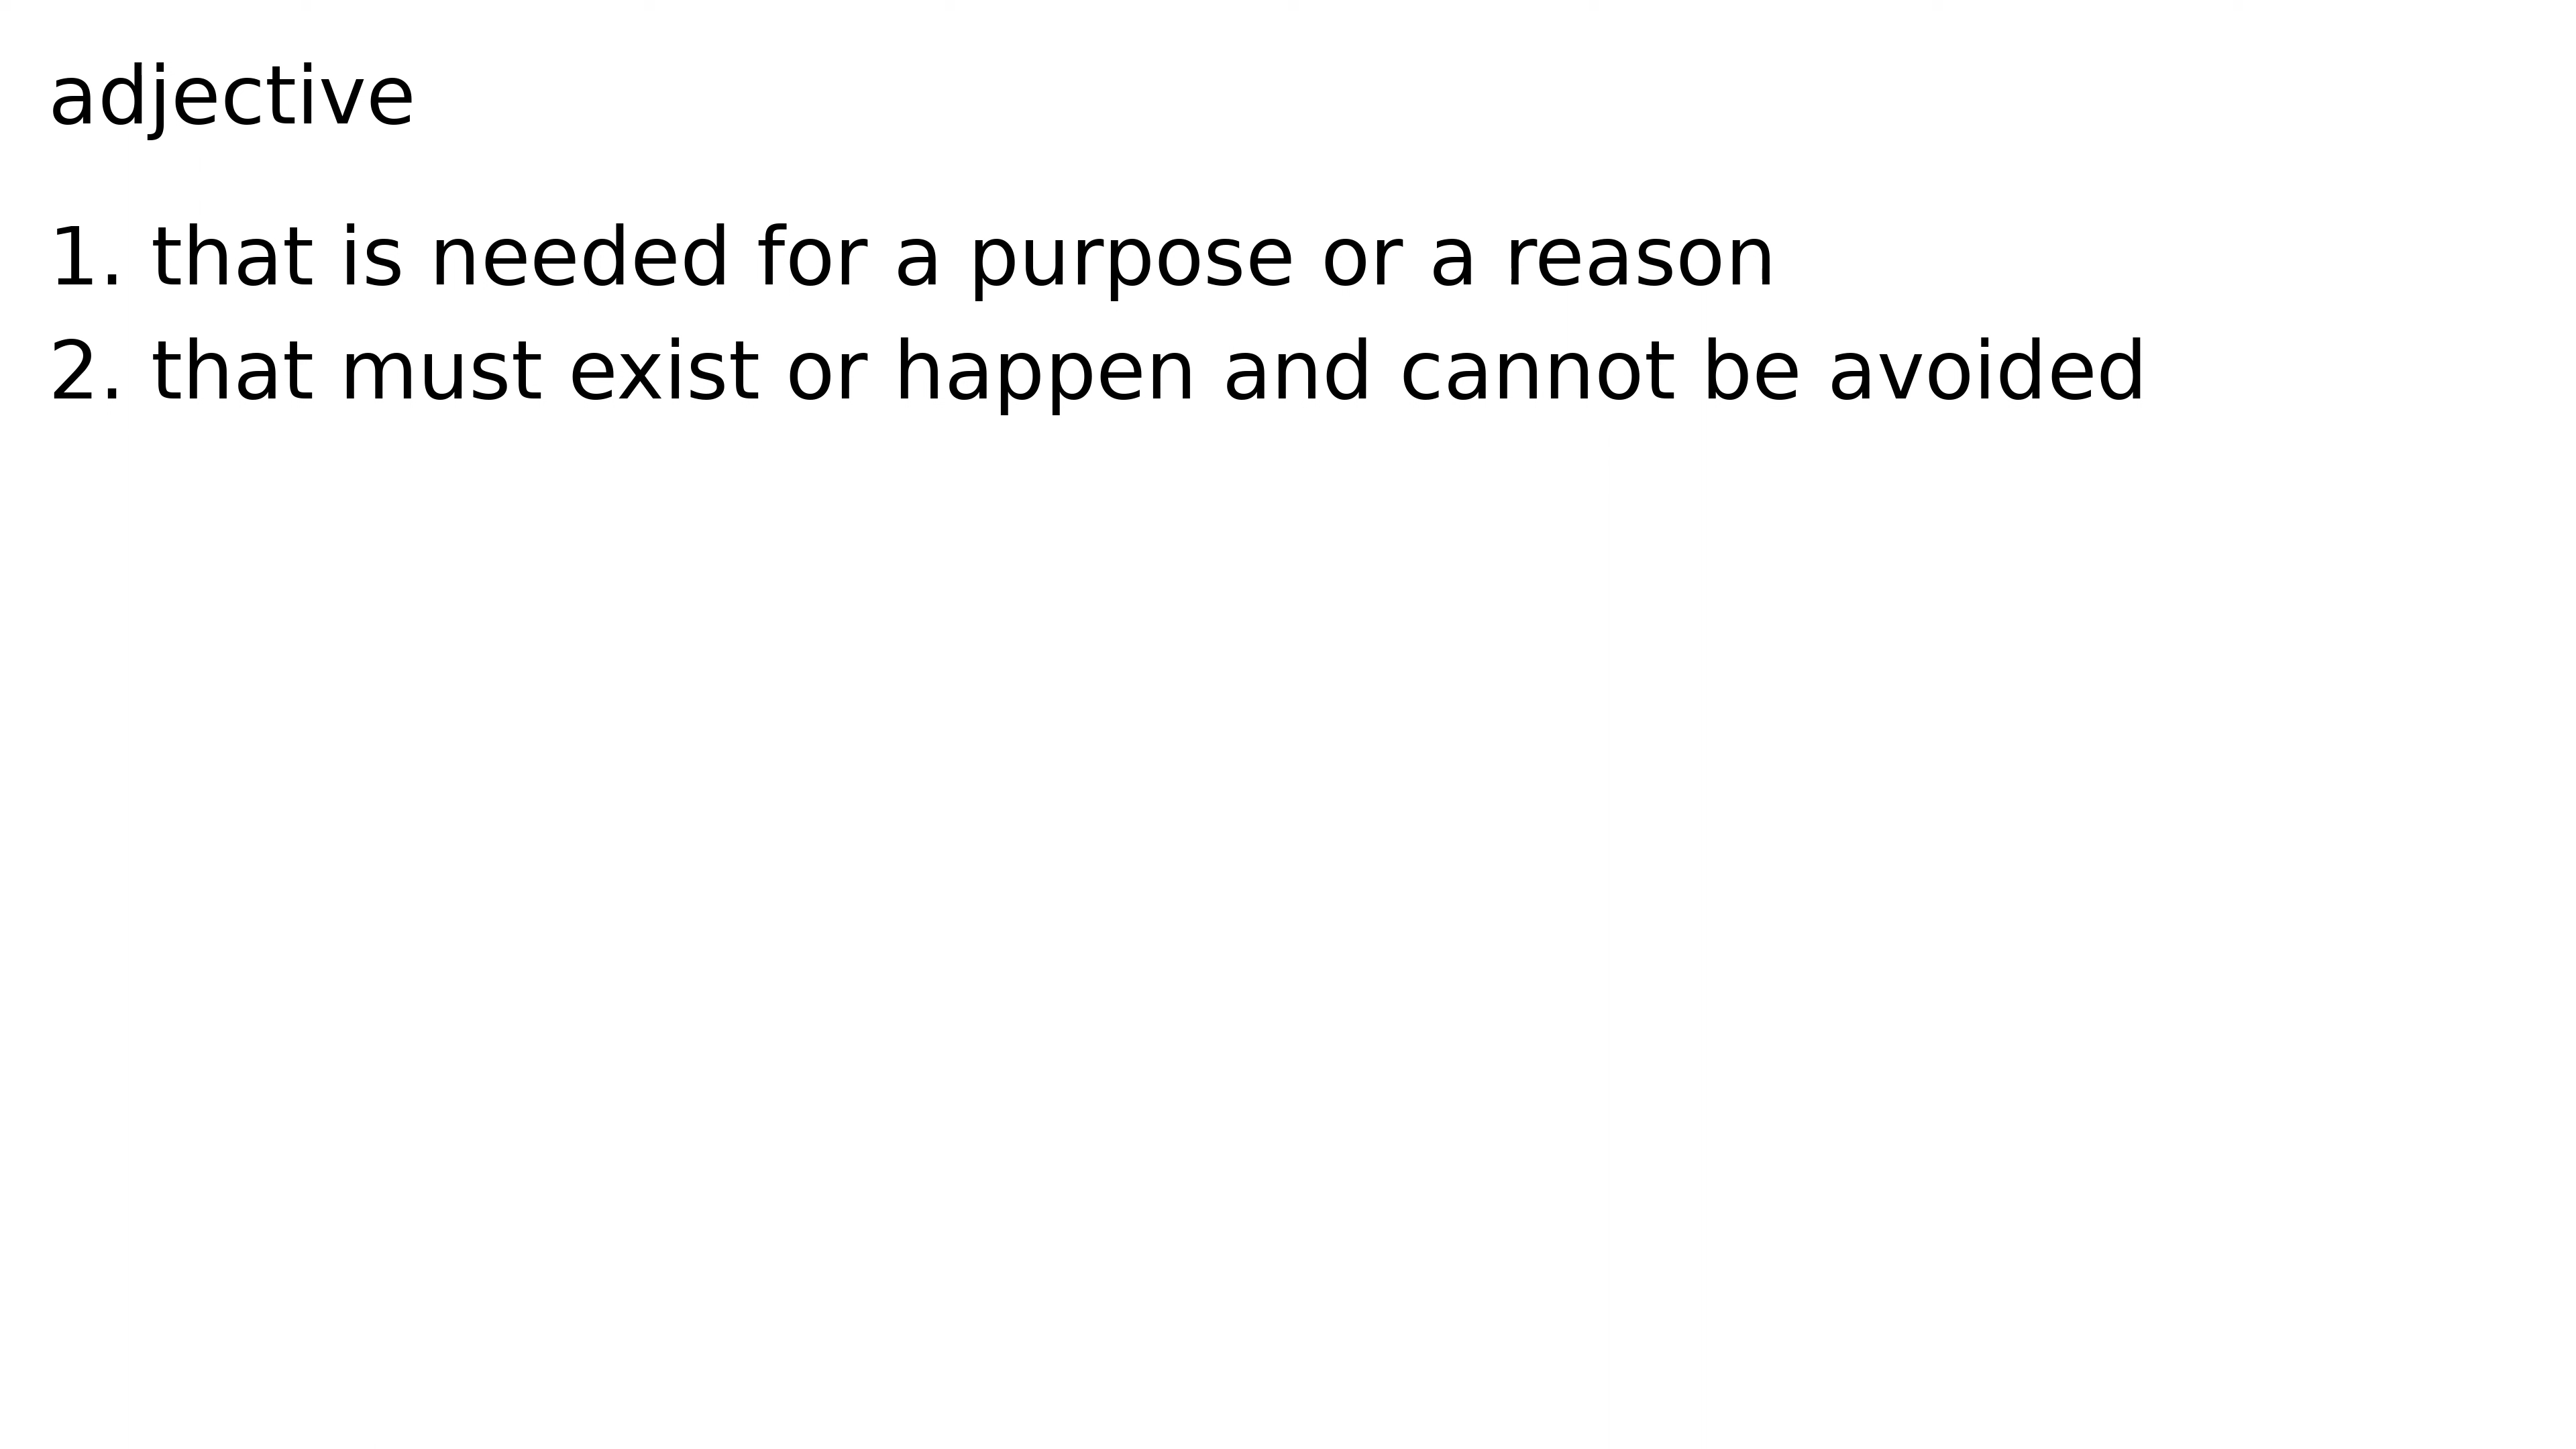 adjective
1. that is needed for a purpose or a reason
2. that must exist or happen and cannot be avoided